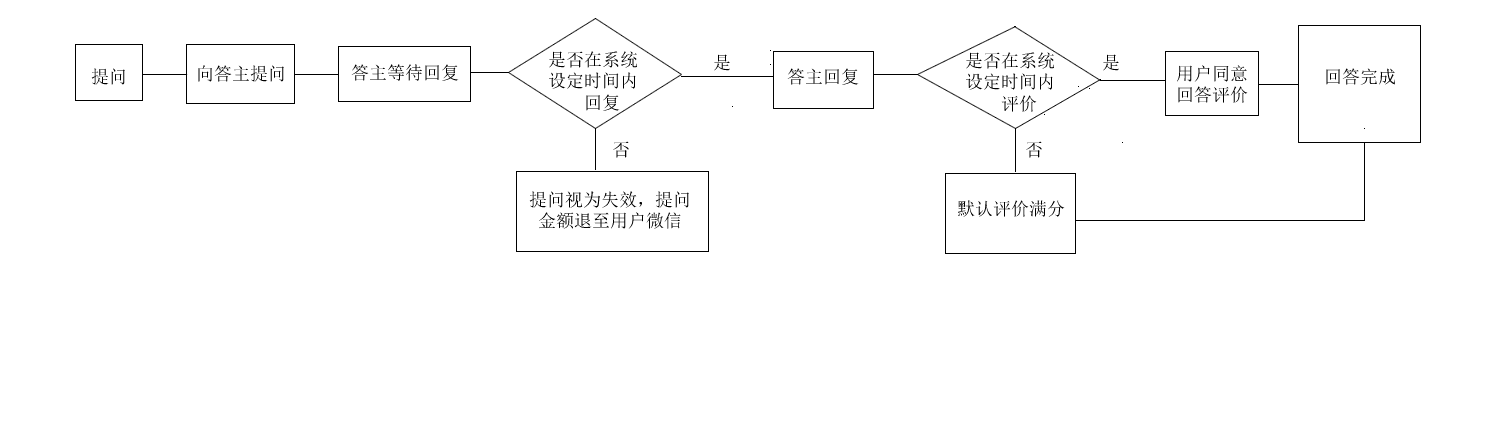 提问
向答主提问
答主等待回复
是否在系统
设定时间内
回复
是
答主回复
是否在系统
设定时间内
评价
是
用户同意
回答评价
回答完成
否
提问视为失效，提问
金额退至用户微信
否
默认评价满分